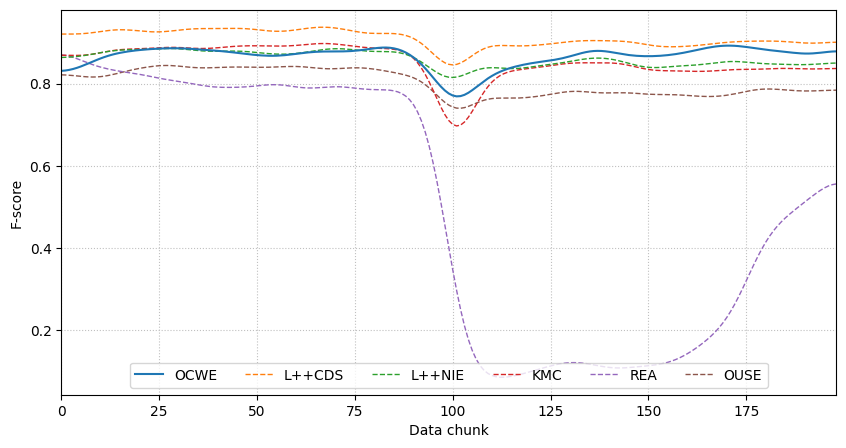 F-score
0.8
0.6
0.4
0.2
OCWE L++CDS L++NIE KMC REA OUSE
0 25 50 75 100 125 150 175
Data chunk